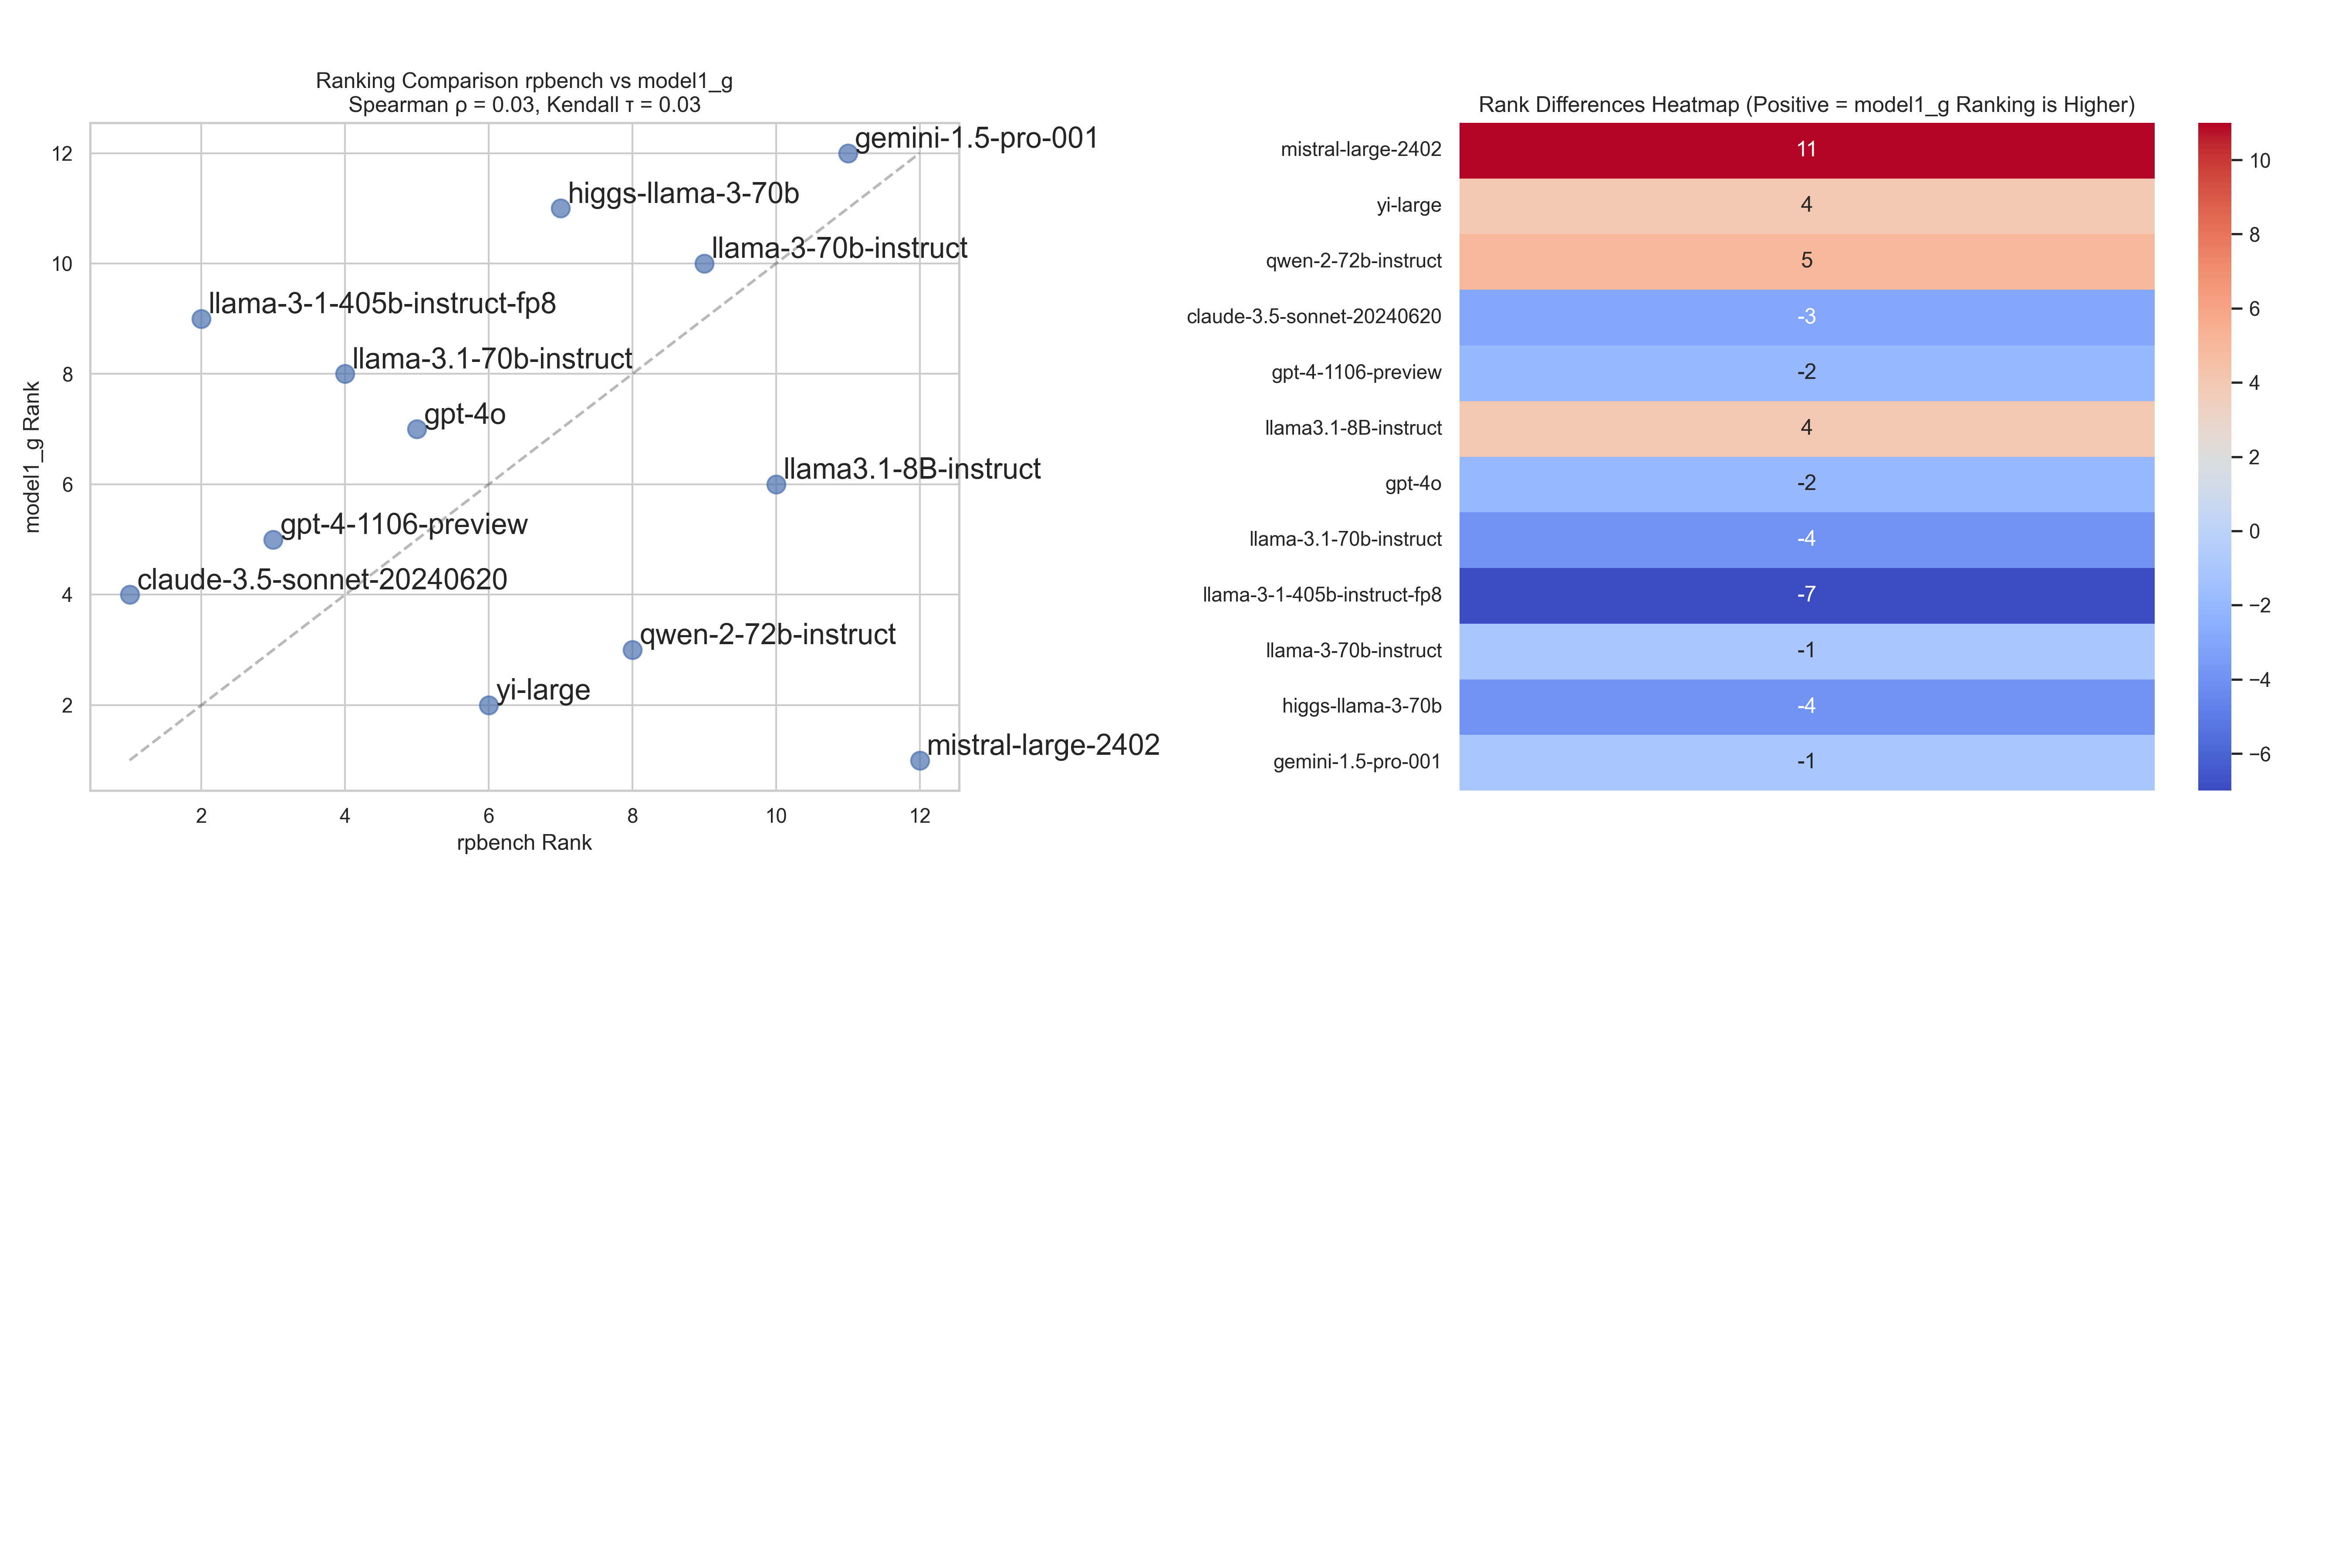 Ranking Comparison rpbench vs model1_g
Spearman ρ = 0.03, Kendall τ = 0.03
gemini-1.5-pro-001
higgs-llama-3-70b
llama-3-70b-instruct
llama-3-1-405b-instruct-fp8
llama-3.1-70b-instruct
gpt-4o
llama3.1-8B-instruct
gpt-4-1106-preview
claude-3.5-sonnet-20240620
qwen-2-72b-instruct
yi-large
mistral-large-2402
12
10
8
6
4
2
model1_g Rank
2 4 6 8 10 12
rpbench Rank
Rank Differences Heatmap (Positive = model1_g Ranking is Higher)
mistral-large-2402 11
yi-large 4
qwen-2-72b-instruct 5
claude-3.5-sonnet-20240620 -3
gpt-4-1106-preview -2
llama3.1-8B-instruct 4
gpt-4o -2
llama-3.1-70b-instruct -4
llama-3-1-405b-instruct-fp8 -7
llama-3-70b-instruct -1
higgs-llama-3-70b -4
gemini-1.5-pro-001 -1
10
8
6
4
2
0
−2
−4
−6